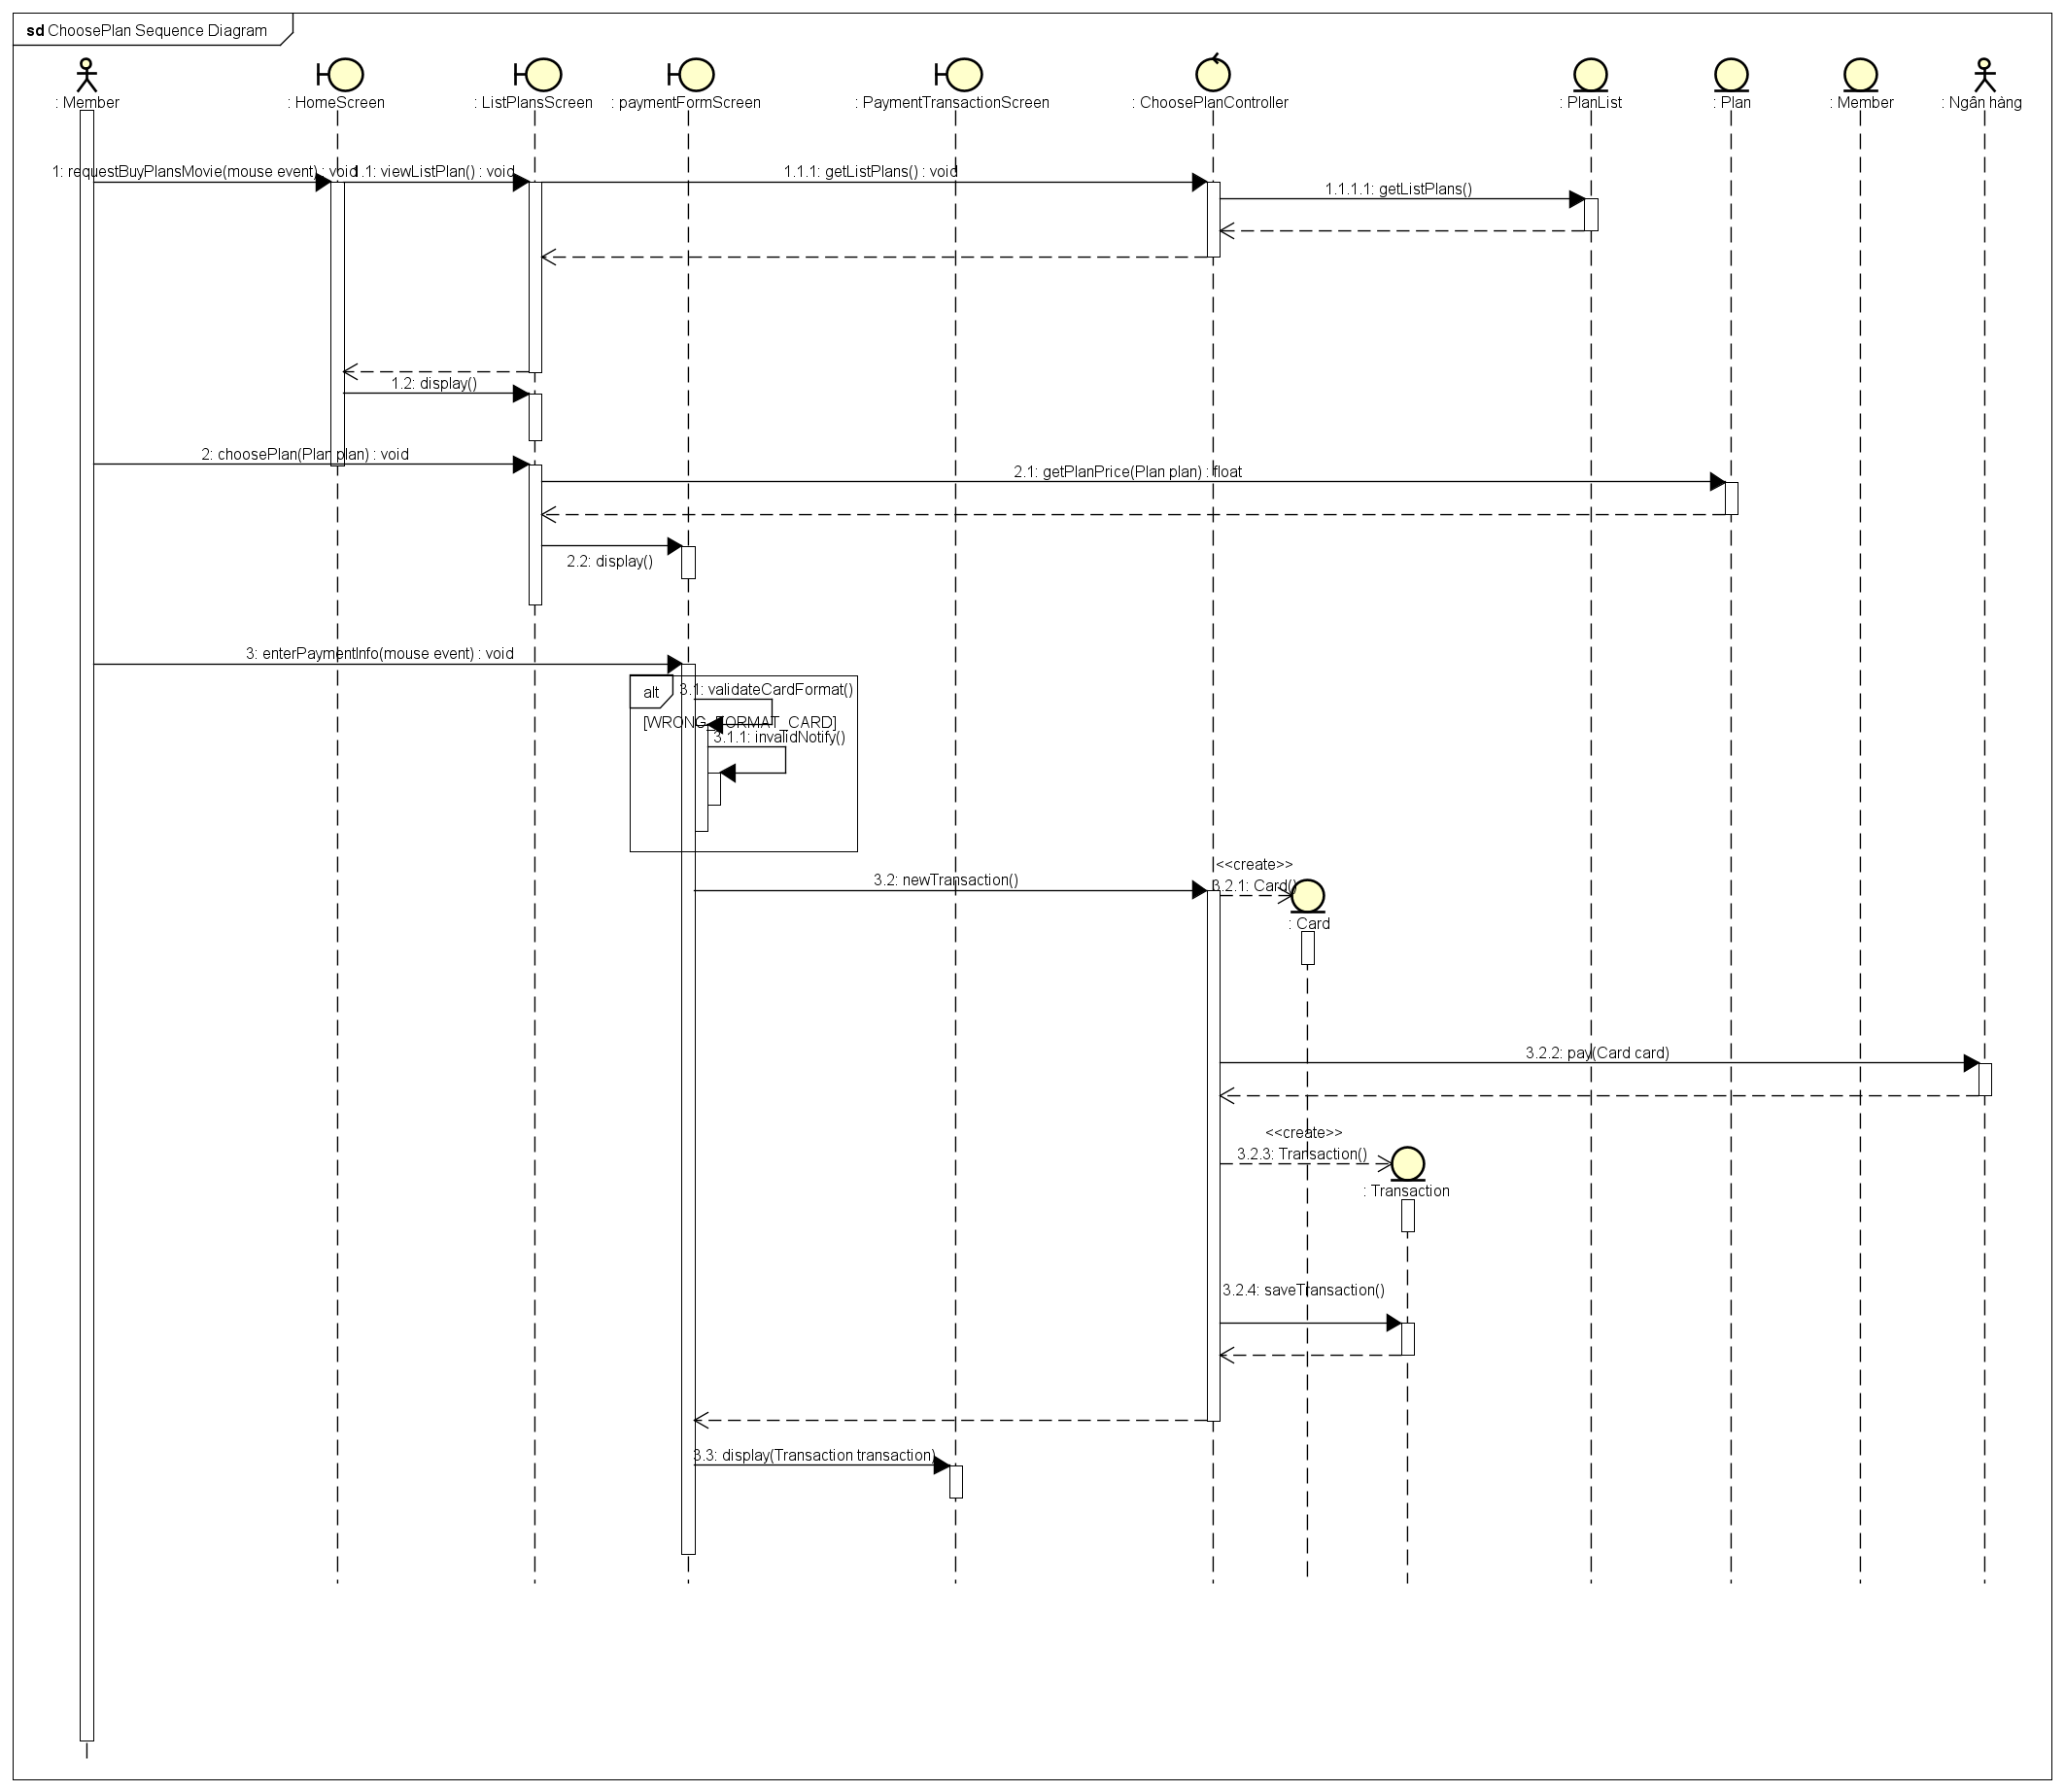 sd ChoosePlan Sequence Diagram
: Member
: HomeScreen
: ListPlansScreen
: paymentFormScreen
: PaymentTransactionScreen
: ChoosePlanController
: PlanList
: Plan
: Member
: Ngân hàng
1: requestBuyPlansMovie(mouse event) : void
1.1: viewListPlan() : void
1.1.1: getListPlans() : void
1.1.1.1: getListPlans()
1.2: display()
2: choosePlan(Plan plan) : void
2.1: getPlanPrice(Plan plan) : float
2.2: display()
3: enterPaymentInfo(mouse event) : void
alt
3.1: validateCardFormat()
[WRONG_FORMAT_CARD]
3.1.1: invalidNotify()
<<create>>
3.2: newTransaction()
3.2.1: Card()
: Card
3.2.2: pay(Card card)
<<create>>
3.2.3: Transaction()
: Transaction
3.2.4: saveTransaction()
3.3: display(Transaction transaction)